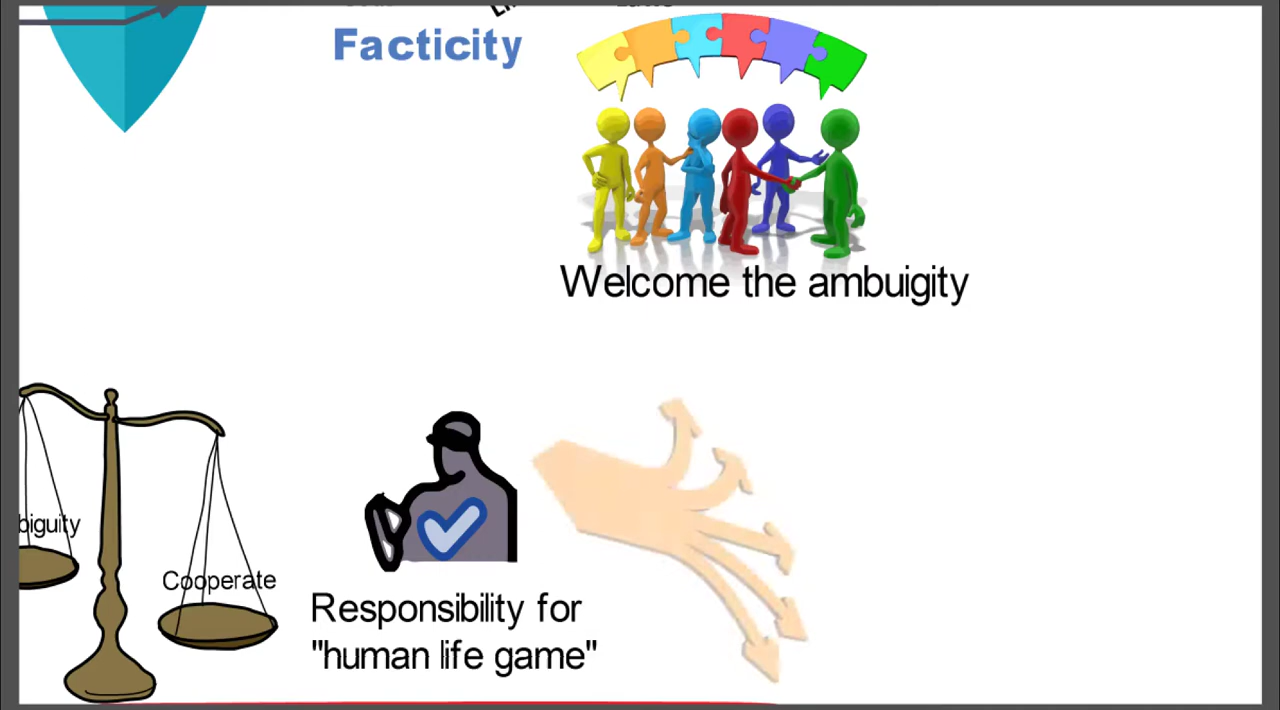 Facticity
Welcome the ambuigity
biguity
Cooperate
Responsibility for
"human life game"